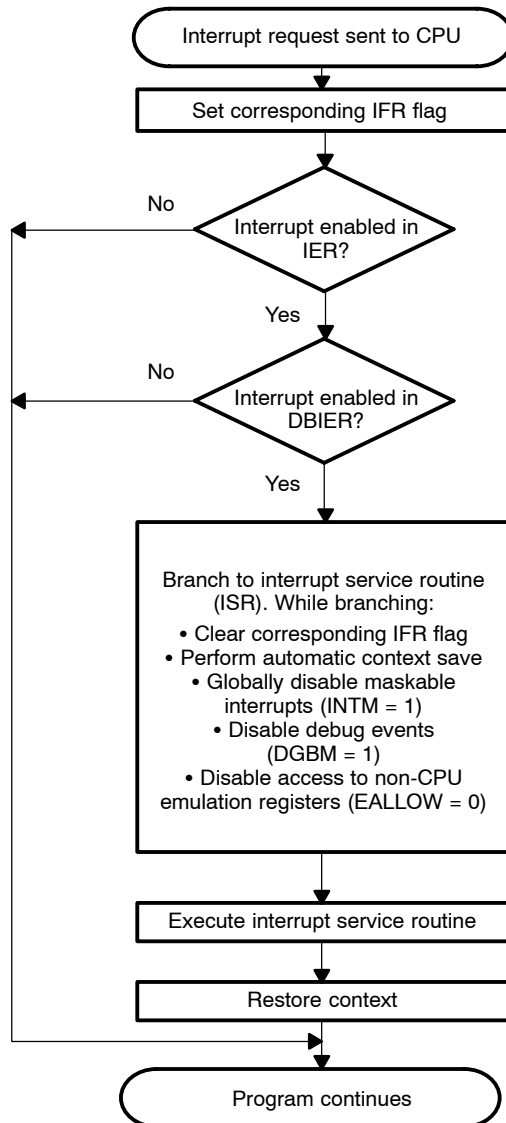 Interrupt request sent to CPU
Set corresponding IFR flag
No
Interrupt enabled in
IER?
Yes
No
Interrupt enabled in
DBIER?
Yes
Branch to interrupt service routine
(ISR). While branching:
• Clear corresponding IFR flag
• Perform automatic context save
• Globally disable maskable
interrupts (INTM = 1)
• Disable debug events
(DGBM = 1)
• Disable access to non-CPU
emulation registers (EALLOW = 0)
Execute interrupt service routine
Restore context
Program continues